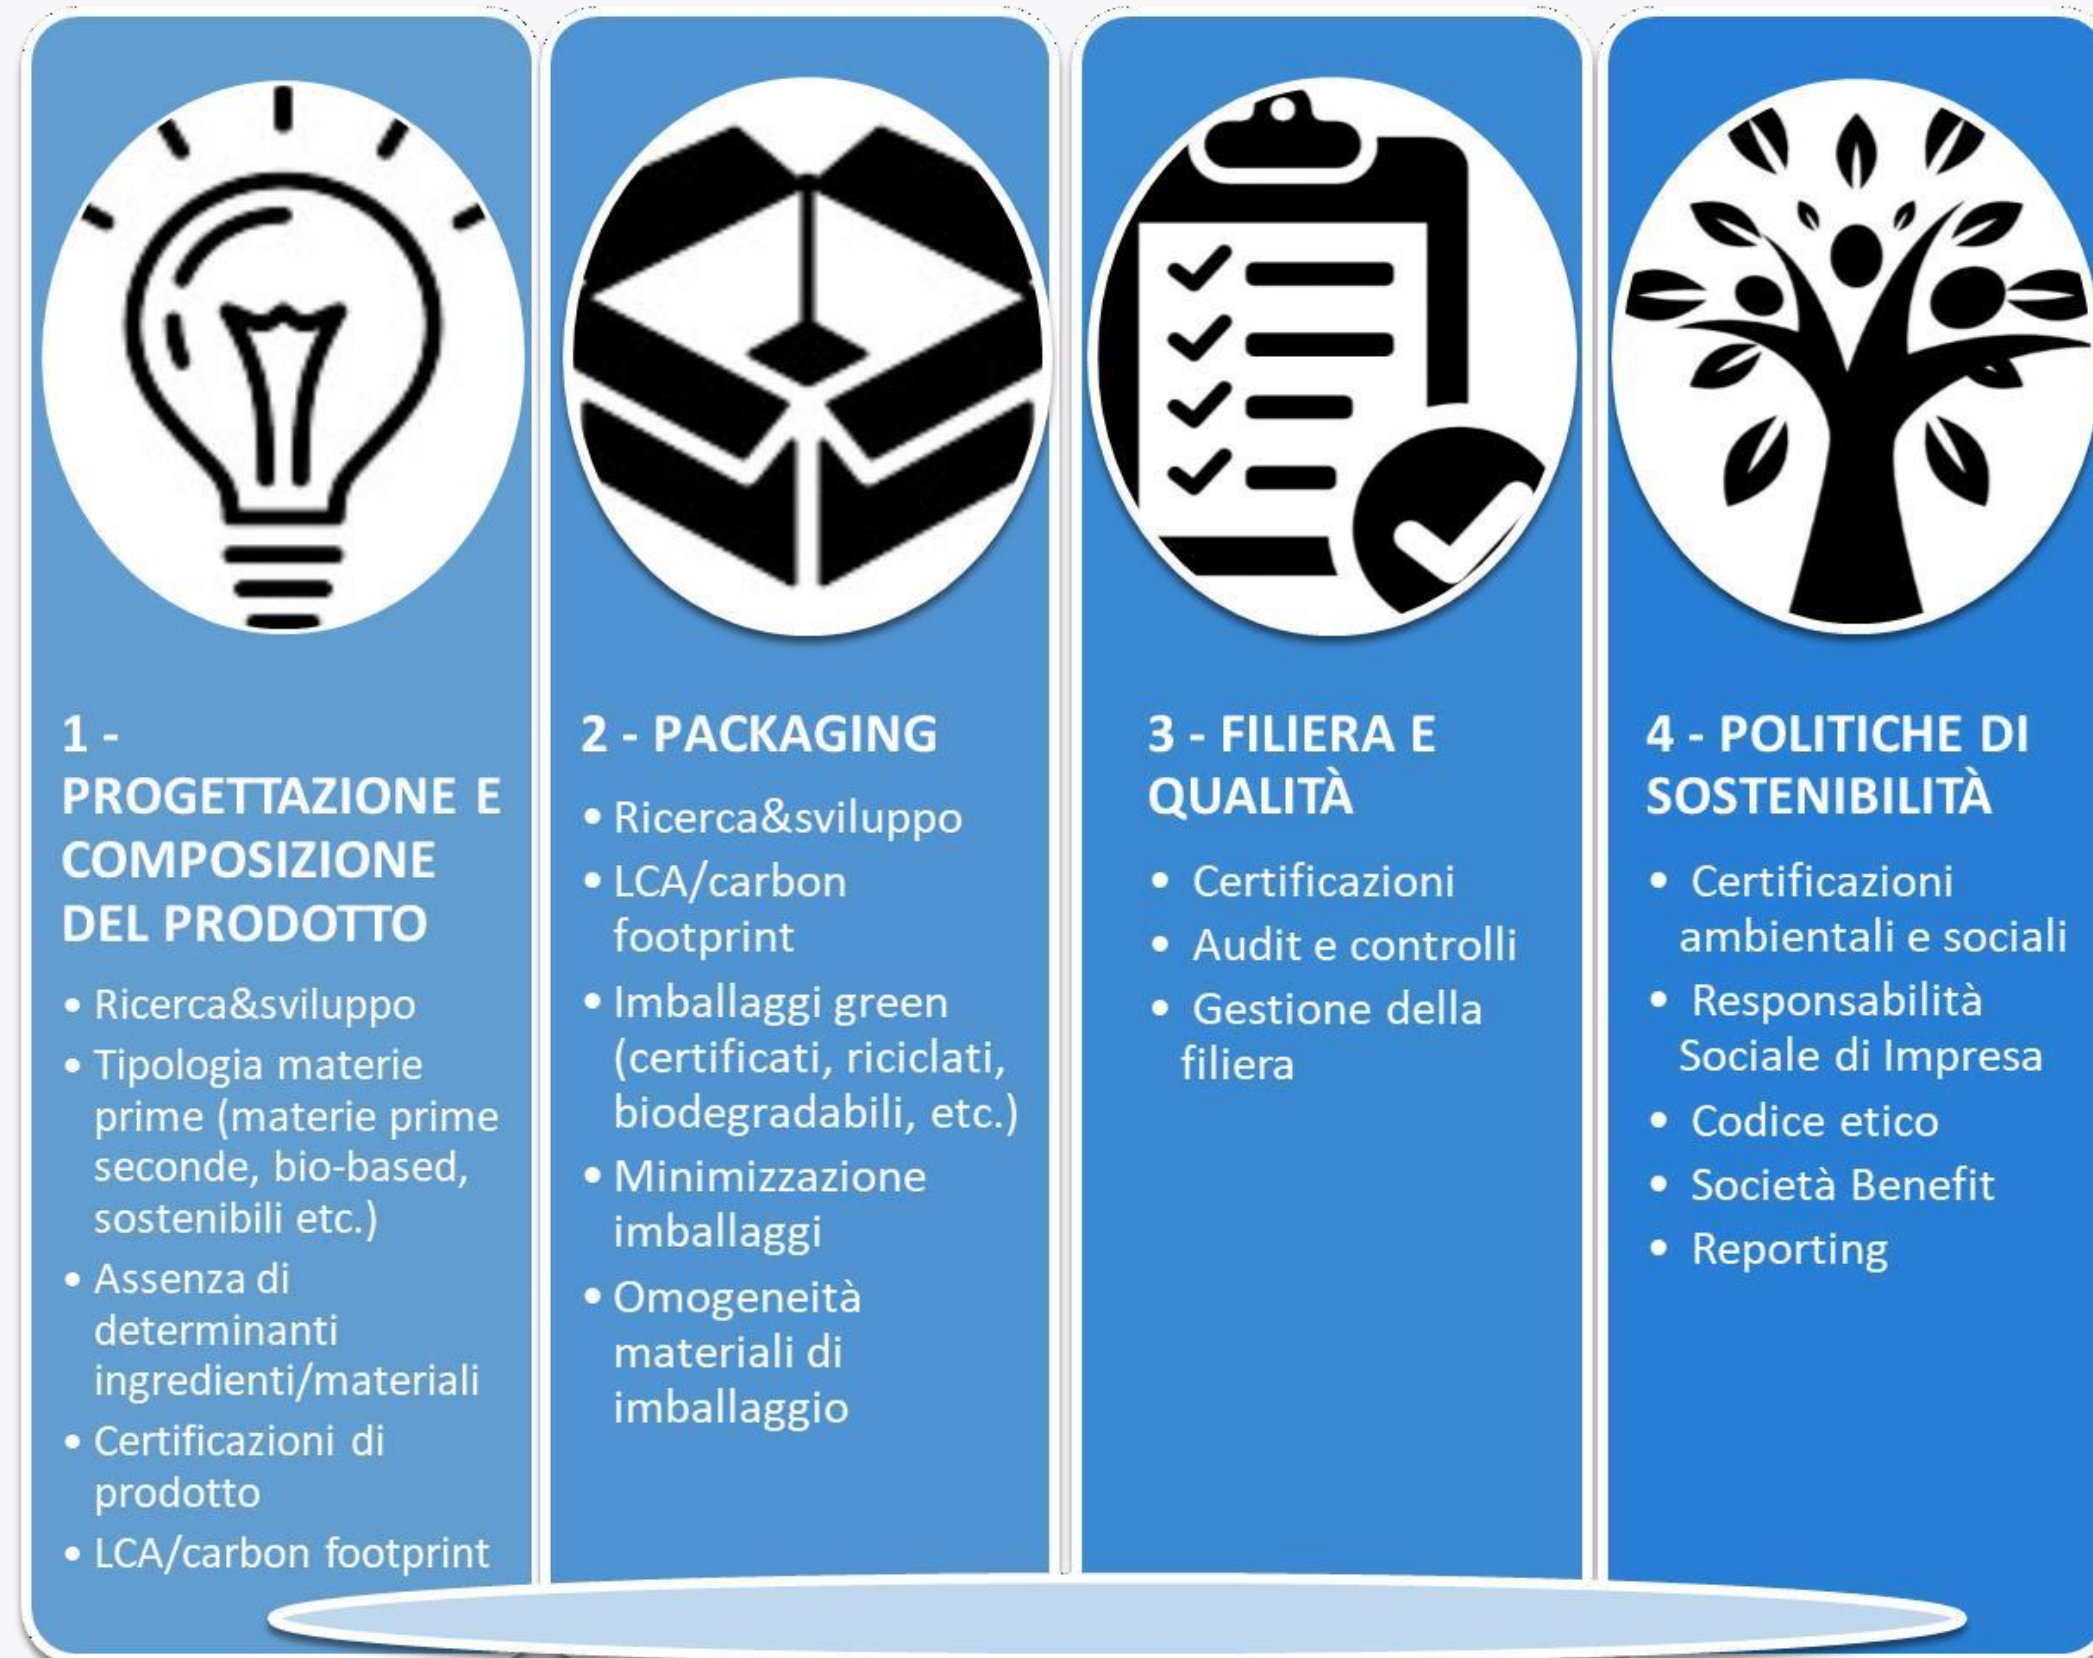 1 -
PROGETTAZIONE E
COMPOSIZIONE
DEL PRODOTTO
• Ricerca&sviluppo
• Tipologia materie
prime (materie prime
seconde, bio-based,
sostenibili etc.)
• Assenza di
determinanti
ingredienti/materiali
• Certificazioni di
prodotto
• LCA/carbon footprint
2 - PACKAGING
• Ricerca&sviluppo
• LCA/carbon
footprint
• Imballaggi green
(certificati, riciclati,
biodegradabili, etc.)
• Minimizzazione
imballaggi
• Omogeneità
materiali di
imballaggio
3 - FILIERA E
QUALITÀ
• Certificazioni
• Audit e controlli
• Gestione della
filiera
4 - POLITICHE DI
SOSTENIBILITÀ
• Certificazioni
ambientali e sociali
• Responsabilità
Sociale di Impresa
• Codice etico
• Società Benefit
• Reporting